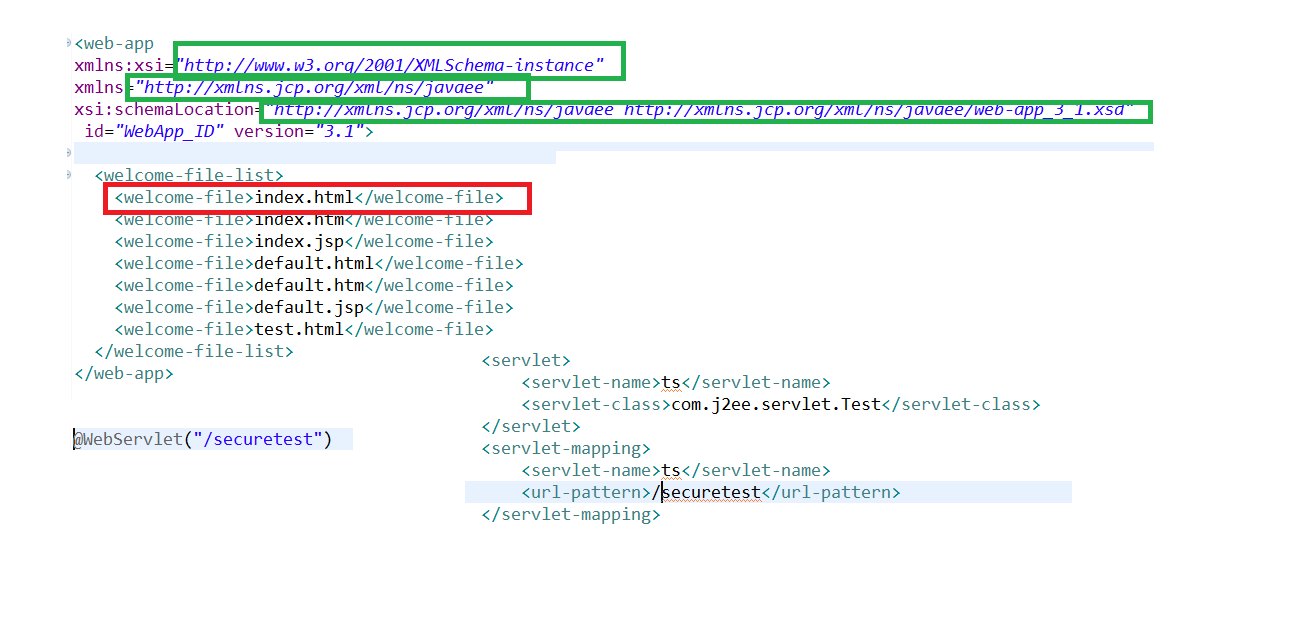 <web-app
xmlns:xsi="http://www.w3.org/2001/XMLSchema-instance"
xmlns="http://xmlns.jcp.org/xml/ns/javaee"
xsi:schemaLocation="http://xmlns.jcp.org/xml/ns/javaee http://xmlns.jcp.org/xml/ns/javaee/web-app_3_1.xsd"
id="WebApp_ID" version="3.1">
<welcome-file-list>
<welcome-file>index.html</welcome-file>
<welcome-file>index.htm</welcome-file>
<welcome-file>index.jsp</welcome-file>
<welcome-file>default.html</welcome-file>
<welcome-file>default.htm</welcome-file>
<welcome-file>default.jsp</welcome-file>
<welcome-file>test.html</welcome-file>
</welcome-file-list>
</web-app>
@WebServlet("/securetest")
<servlet>
<servlet-name>ts</servlet-name>
<servlet-class>com.j2ee.servlet.Test</servlet-class>
</servlet>
<servlet-mapping>
<servlet-name>ts</servlet-name>
<url-pattern>/securetest</url-pattern>
</servlet-mapping>